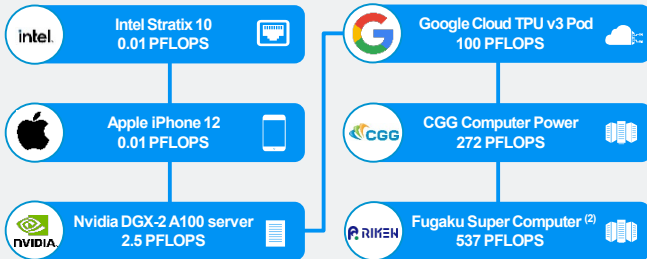 intel.
Intel Stratix 10
0.01 PFLOPS
Apple iPhone 12
0.01 PFLOPS
NVIDIA.
Nvidia DGX-2 A100 server
2.5 PFLOPS
G
Google Cloud TPU v3 Pod
100 PFLOPS
CGG
CGG Computer Power
272 PFLOPS
RIKEN
Fugaku Super Computer (2)
537 PFLOPS